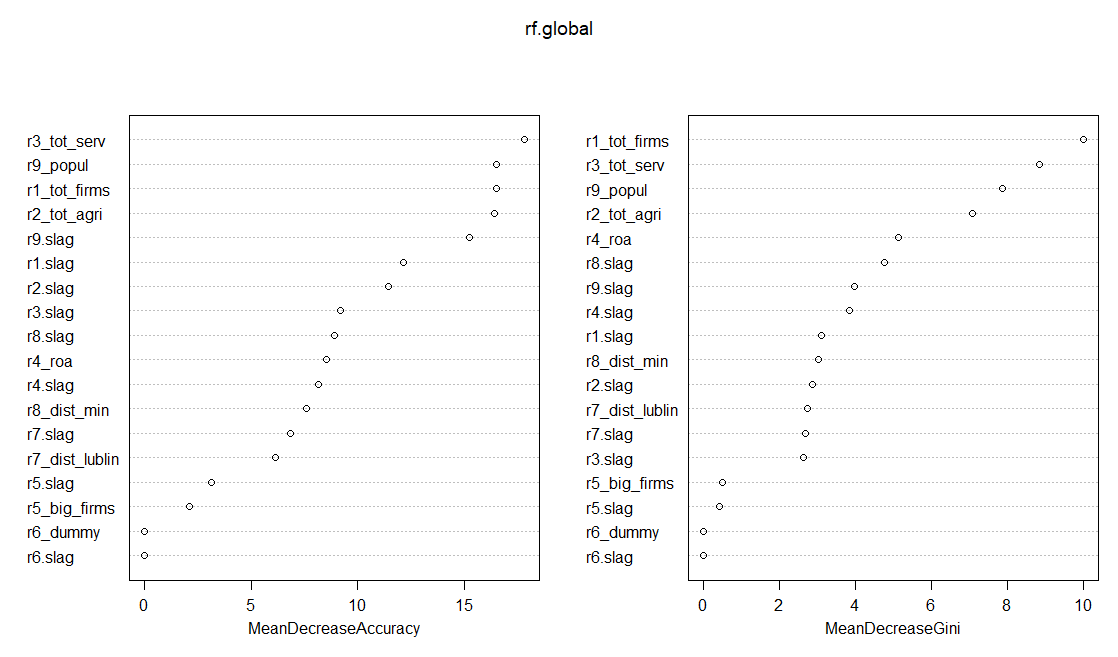 rf.global
r3_tot_serv
r9_popul
r1_tot_firms
r2_tot_agri
r9.slag
r1.slag
r2.slag
r3.slag
r8.slag
r4_roa
r4.slag
r8_dist_min
r7.slag
r7_dist_lublin
r5.slag
r5_big_firms
r6_dummy
r6.slag
0 5 10 15
MeanDecreaseAccuracy
r1_tot_firms
r3_tot_serv
r9_popul
r2_tot_agri
r4_roa
r8.slag
r9.slag
r4.slag
r1.slag
r8_dist_min
r2.slag
r7_dist_lublin
r7.slag
r3.slag
r5_big_firms
r5.slag
r6_dummy
r6.slag
0 2 4 6 8 10
MeanDecreaseGini